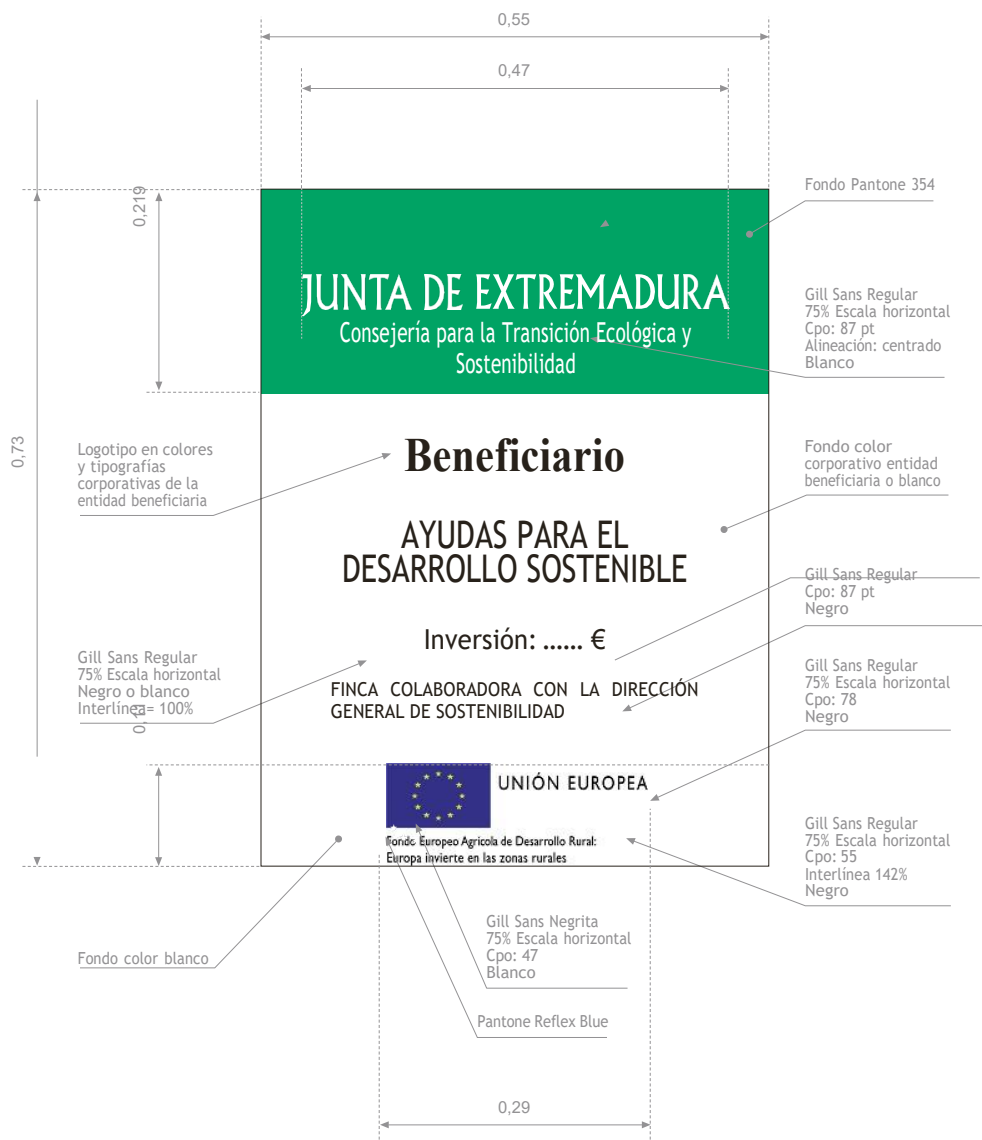 0,55
0,47
Fondo Pantone 354
0,219
JUNTA DE EXTREMADURA
Consejería para la Transición Ecológica y
Sostenibilidad
Gill Sans Regular
75% Escala horizontal
Cpo: 87 pt
Alineación: centrado
Blanco
0,73
Logotipo en colores
y tipografías
corporativas de la
entidad beneficiaria
Beneficiario
Fondo color
corporativo entidad
beneficiaria o blanco
AYUDAS PARA EL
DESARROLLO SOSTENIBLE
Gill Sans Regular
Cpo: 87 pt
Negro
Inversión: ...... €
Gill Sans Regular
75% Escala horizontal
Negro o blanco
Interlínea= 100%
0,11
FINCA COLABORADORA CON LA DIRECCIÓN
GENERAL DE SOSTENIBILIDAD
Gill Sans Regular
75% Escala horizontal
Cpo: 78
Negro
UNIÓN EUROPEA
Fondo Europeo Agrícola de Desarrollo Rural:
Europa invierte en las zonas rurales
Gill Sans Regular
75% Escala horizontal
Cpo: 55
Interlínea 142%
Negro
Fondo color blanco
Gill Sans Negrita
75% Escala horizontal
Cpo: 47
Blanco
Pantone Reflex Blue
0,29